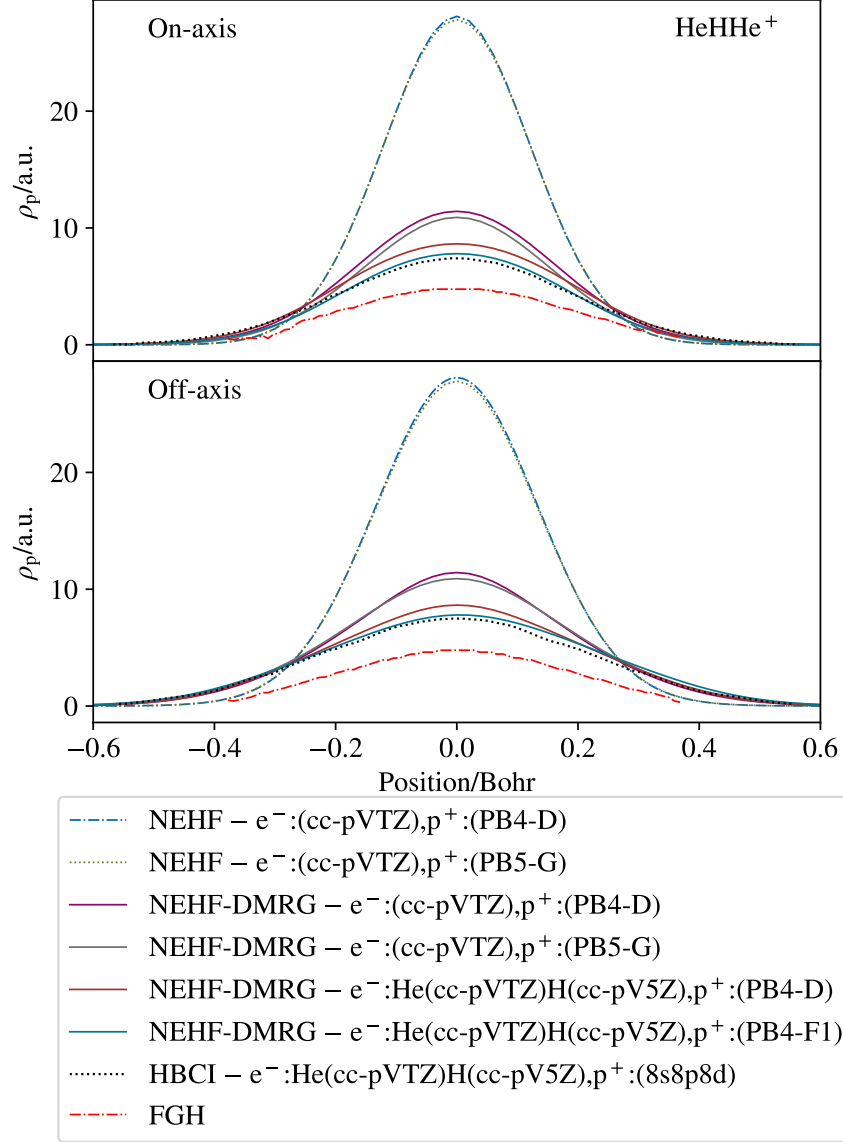 On-axis
HeHHe⁺
20
10
0
ρₚ/a.u.
Off-axis
20
10
0
ρₚ/a.u.
−0.6 −0.4 −0.2 0.0 0.2 0.4 0.6
Position/Bohr
NEHF − e⁻:(cc-pVTZ),p⁺:(PB4-D)
NEHF − e⁻:(cc-pVTZ),p⁺:(PB5-G)
NEHF-DMRG − e⁻:(cc-pVTZ),p⁺:(PB4-D)
NEHF-DMRG − e⁻:(cc-pVTZ),p⁺:(PB5-G)
NEHF-DMRG − e⁻:He(cc-pVTZ)H(cc-pV5Z),p⁺:(PB4-D)
NEHF-DMRG − e⁻:He(cc-pVTZ)H(cc-pV5Z),p⁺:(PB4-F1)
HBCI − e⁻:He(cc-pVTZ)H(cc-pV5Z),p⁺:(8s8p8d)
FGH